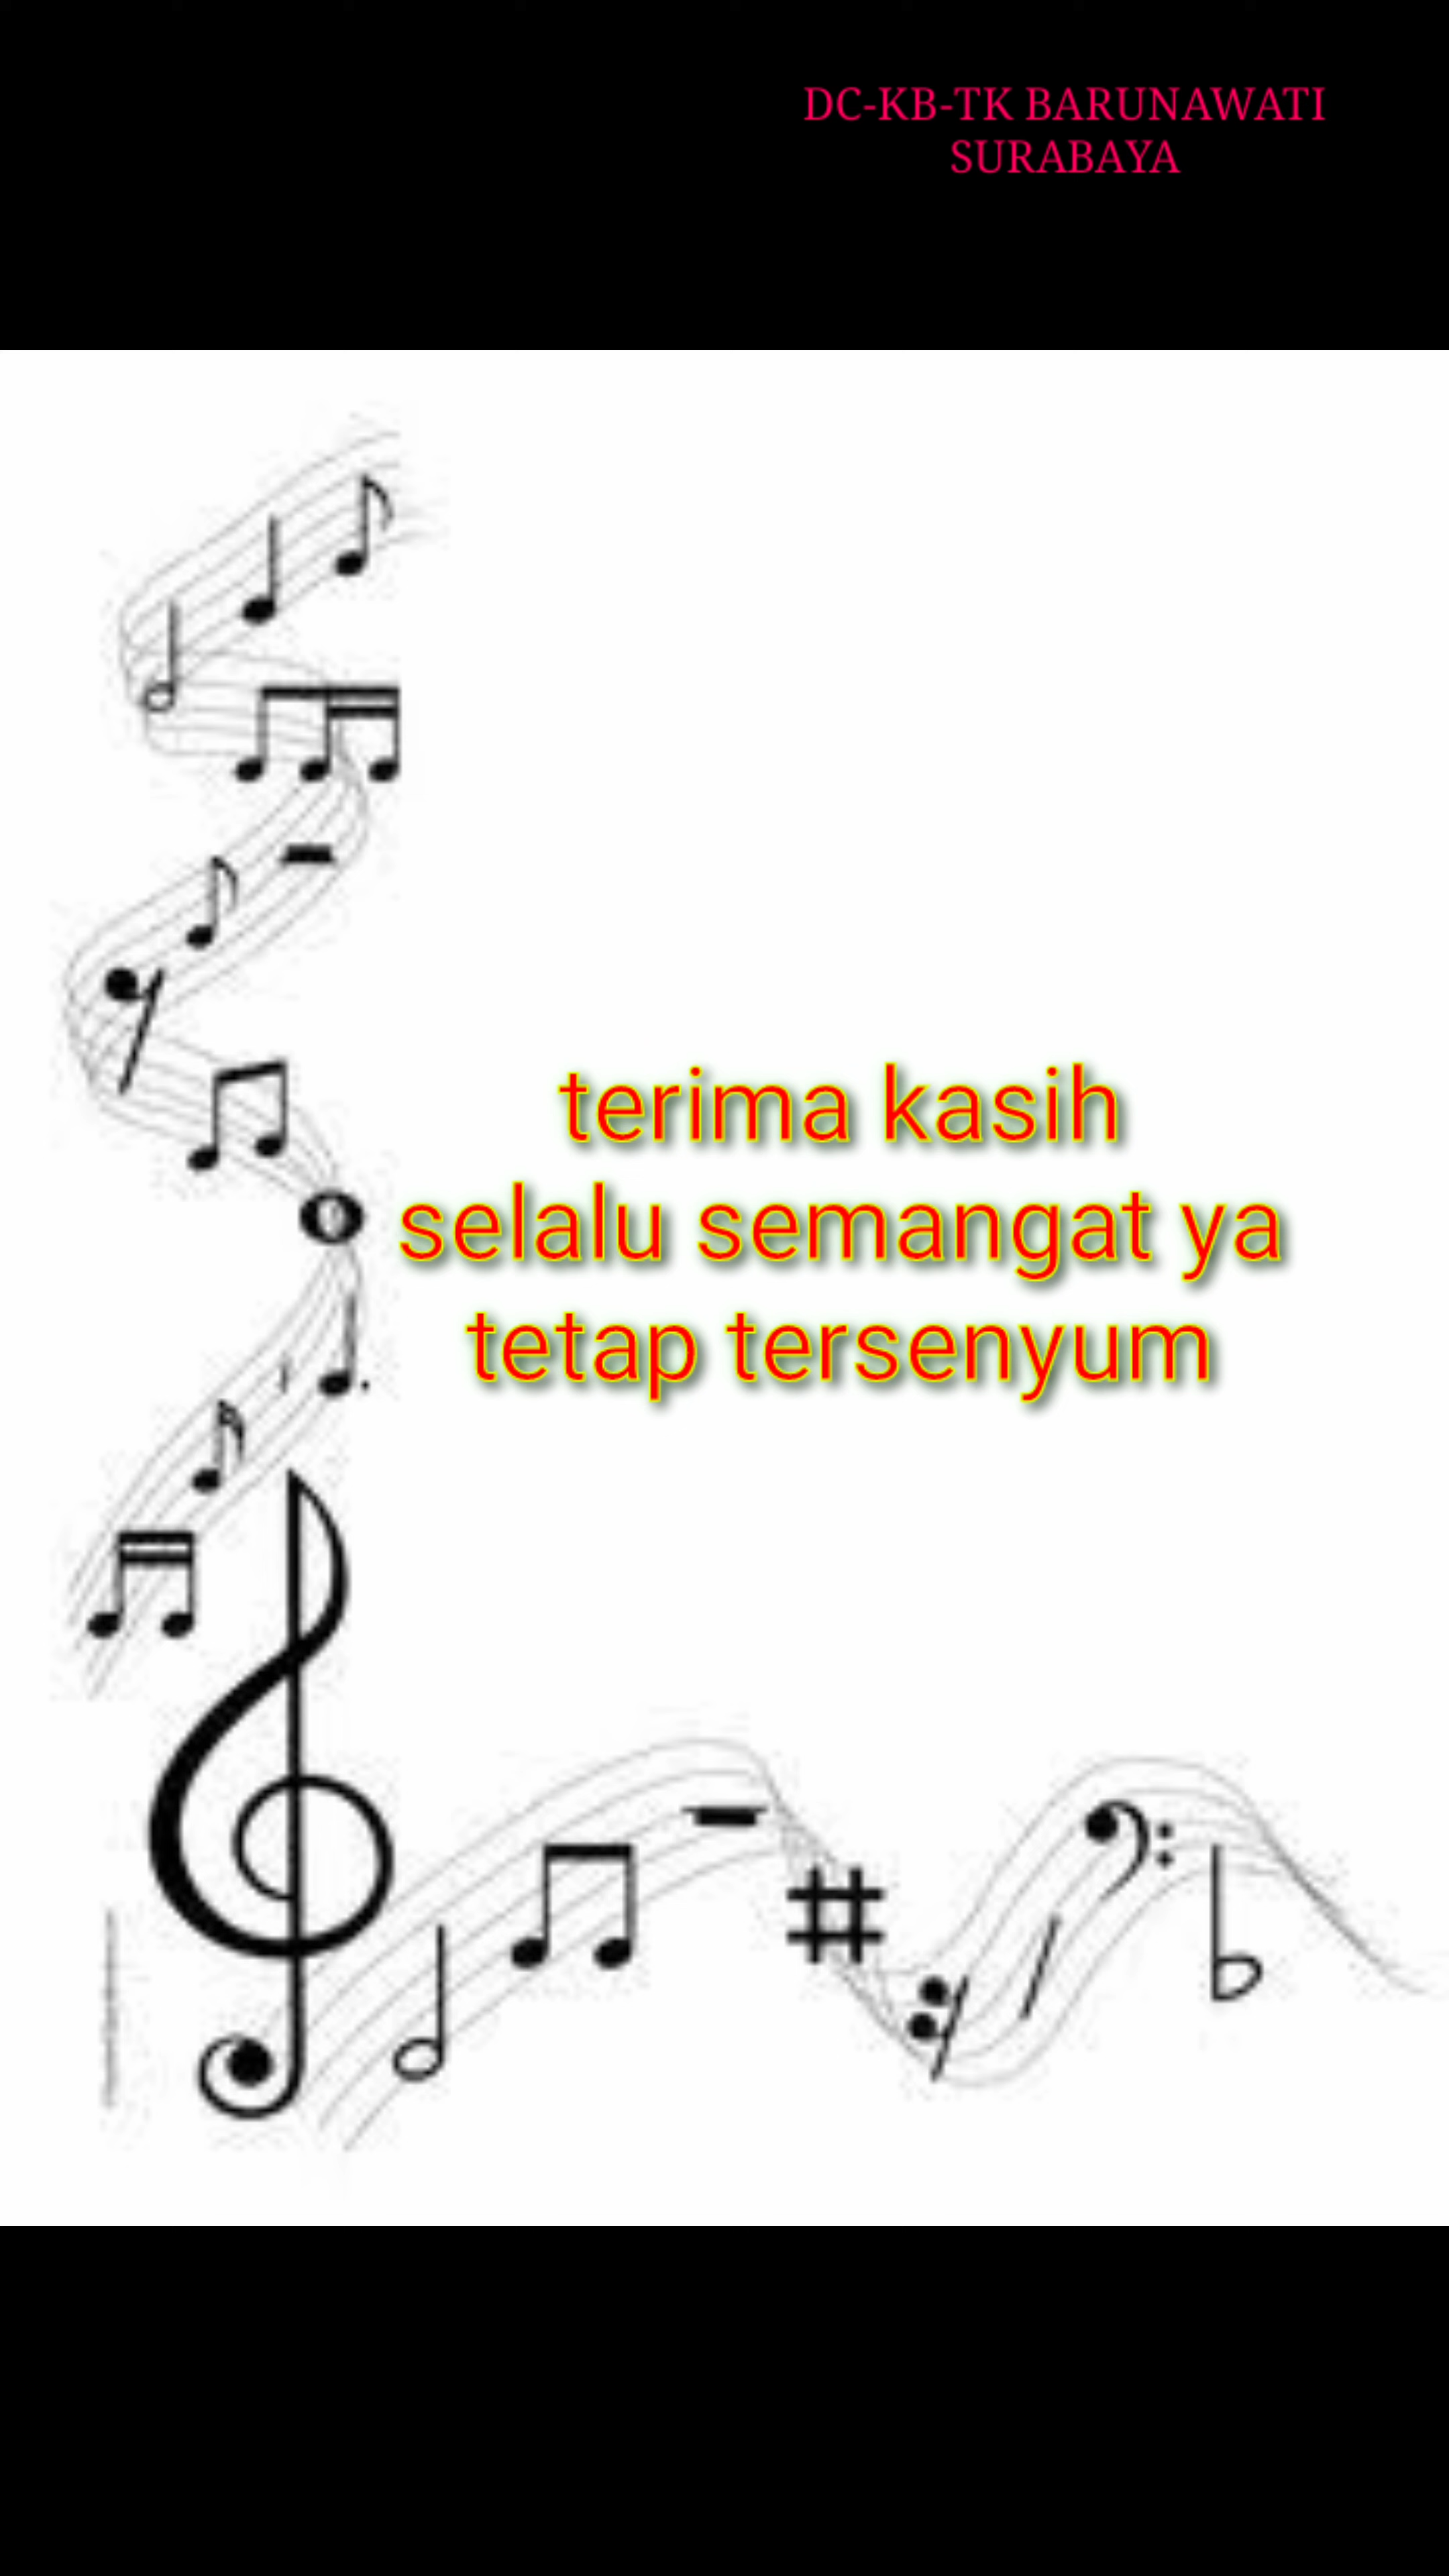 DC-KB-TK BARUNAWATI
SURABAYA
terima kasih
selalu semangat ya
tetap tersenyum